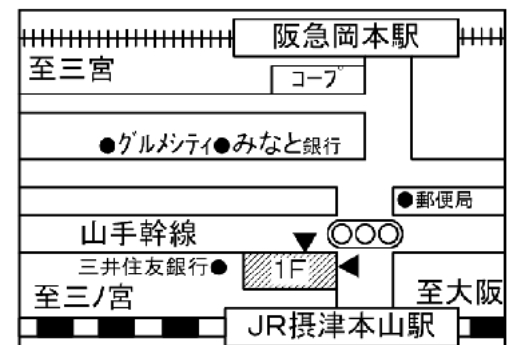 阪急岡本駅
至三宮
コープ
●グルメシティ●みなと銀行
●郵便局
山手幹線
三井住友銀行●
1F
至三ノ宮
至大阪
JR摂津本山駅